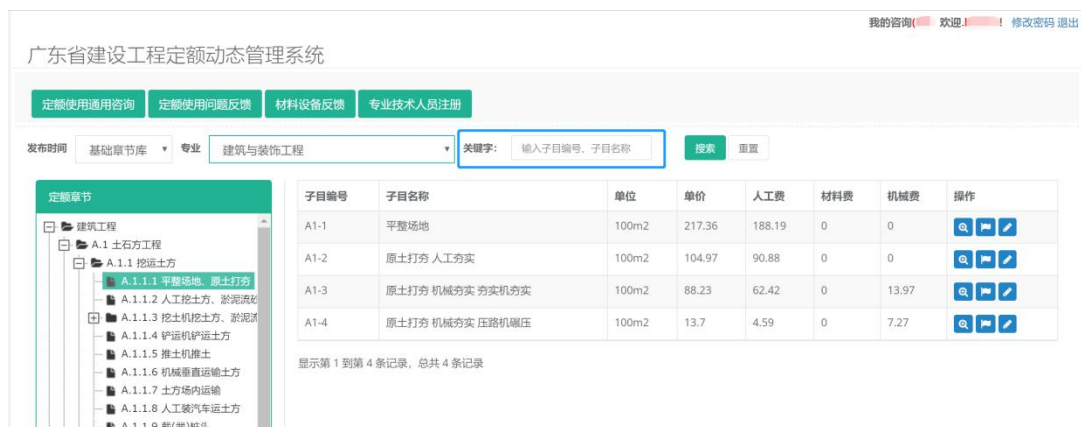 我的咨询( 欢迎. ! 修改密码 退出
广东省建设工程定额动态管理系统
定额使用通用咨询 定额使用问题反馈 材料设备反馈 专业技术人员注册
发布时间 基础章节库 专业 建筑与装饰工程 关键字: 输入子目编号、子目名称 搜索 重置
定额章节
建筑工程
A.1 土石方工程
A.1.1 挖运土方
A.1.1.1 平整场地、原土打夯
A.1.1.2 人工挖土方、淤泥流砂
A.1.1.3 挖土机挖土方、淤泥流
A.1.1.4 铲运机铲运土方
A.1.1.5 推土机推土
A.1.1.6 机械垂直运输土方
A.1.1.7 土方场内运输
A.1.1.8 人工装汽车运土方
A.1.1.9
子目编号 子目名称 单位 单价 人工费 材料费 机械费 操作
A1-1 平整场地 100m2 217.36 188.19 0 0
A1-2 原土打夯 人工夯实 100m2 104.97 90.88 0 0
A1-3 原土打夯 机械夯实 夯实机夯实 100m2 88.23 62.42 0 13.97
A1-4 原土打夯 机械夯实 压路机碾压 100m2 13.7 4.59 0 7.27
显示第 1 到第 4 条记录，总共 4 条记录